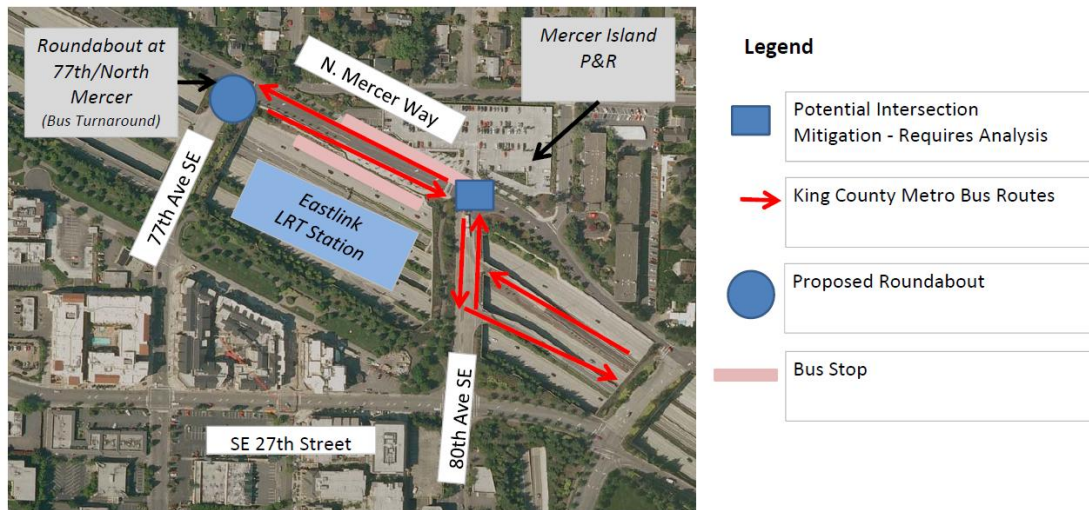 Roundabout at
77th/North
Mercer
(Bus Turnaround)
N. Mercer Way
Mercer Island
P&R
77th Ave SE
Eastlink
LRT Station
80th Ave SE
SE 27th Street
Legend
Potential Intersection
Mitigation - Requires Analysis
King County Metro Bus Routes
Proposed Roundabout
Bus Stop